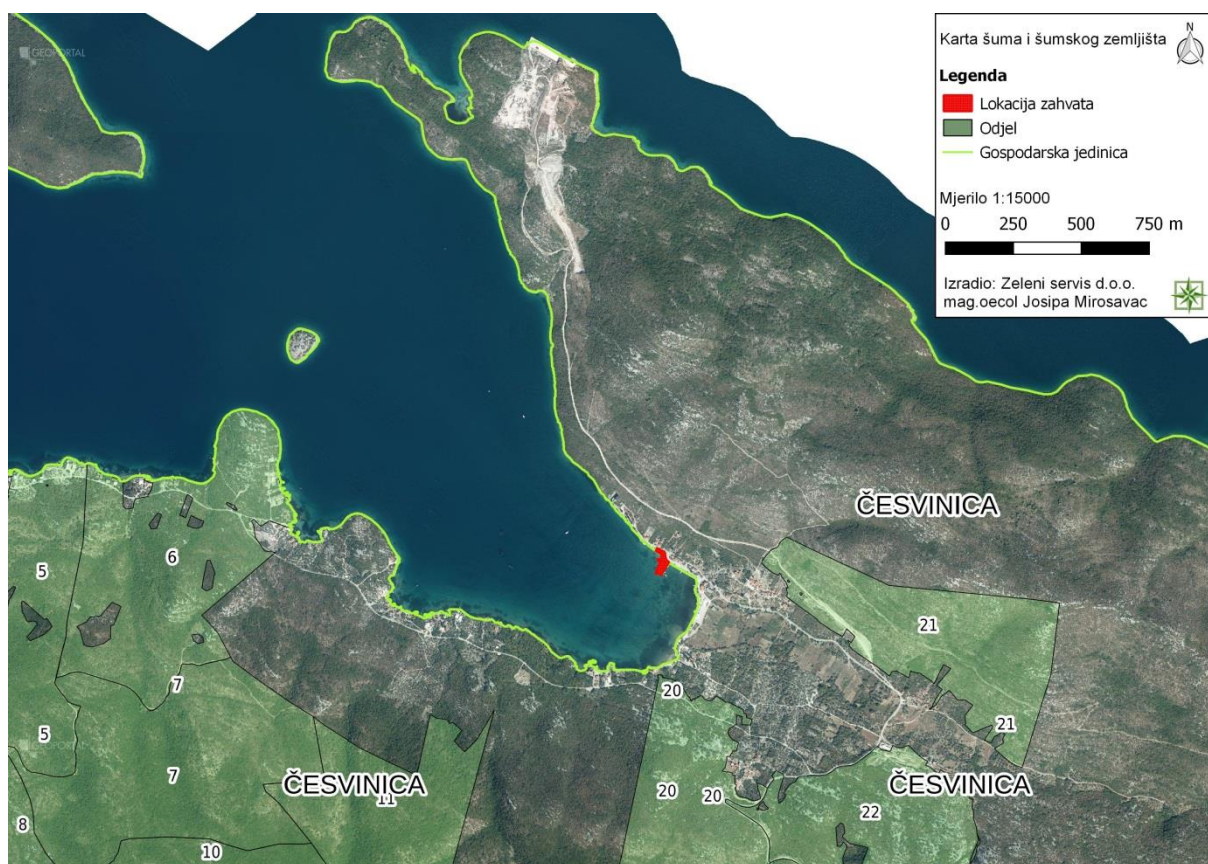 GEOPORTAL
Karta šuma i šumskog zemljišta
N
Legenda
Lokacija zahvata
Odjel
Gospodarska jedinica
Mjerilo 1:15000
0 250 500 750 m
Izradio: Zeleni servis d.o.o.
mag.oecol Josipa Mirosavac
ČESVINICA
6
5
21
7
20
21
5
7
ČESVINICA
11
20
20
ČESVINICA
22
8
10